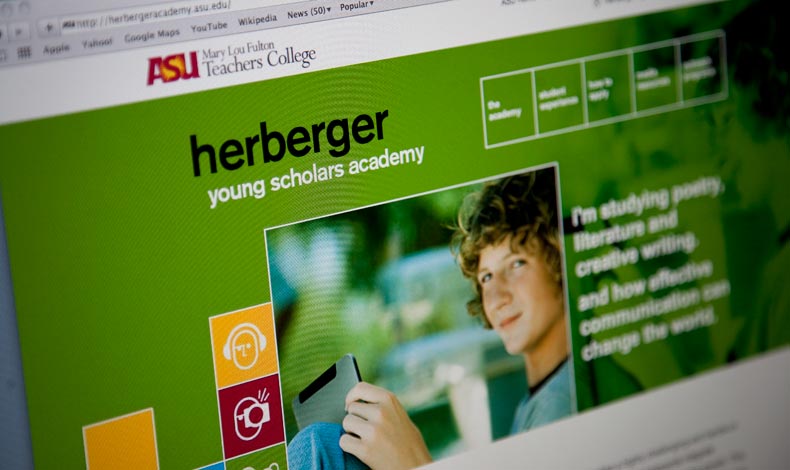 http://herbergeracademy.asu.edu/
Apple Yahoo! Google Maps YouTube Wikipedia News (50)▾ Popular▾
ASU Mary Lou Fulton
Teachers College
the
academy
student
experience
how to
apply
media
resources
herberger
young scholars academy
I'm studying poetry,
literature and
creative writing.
and how effective
communication can
change the world.